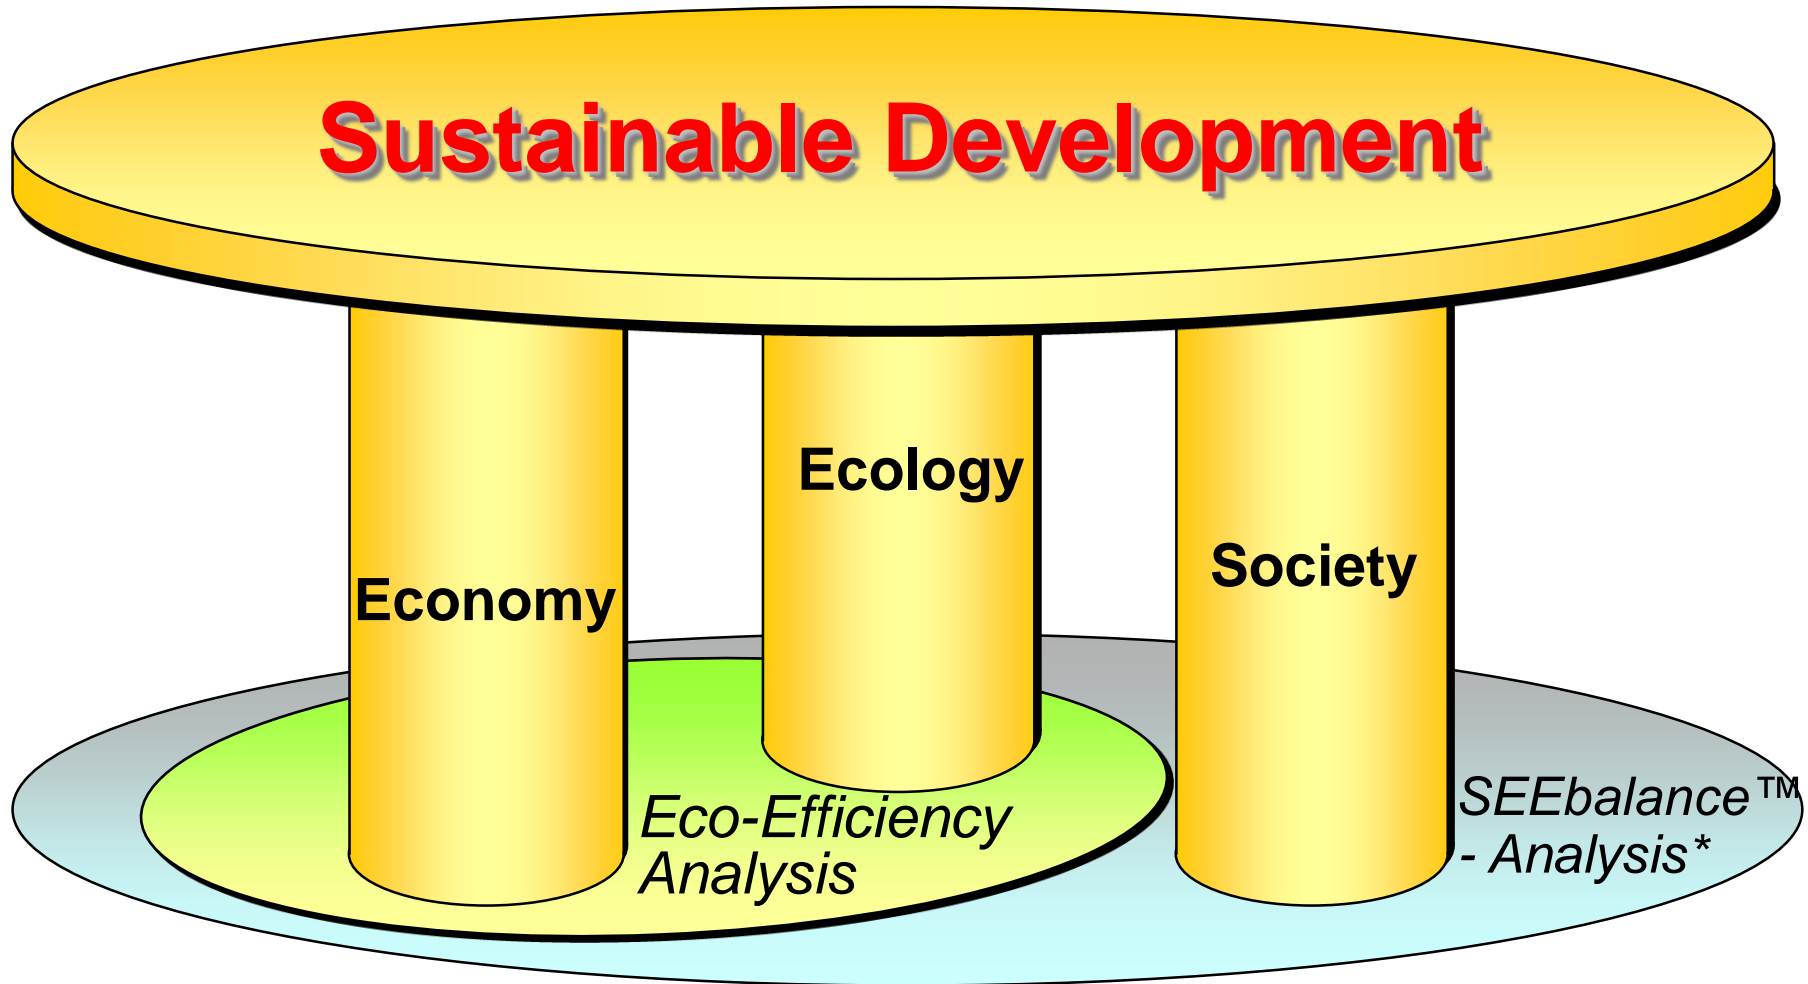 Sustainable Development
Ecology
Society
Economy
Eco-Efficiency
Analysis
SEEbalance™
- Analysis*